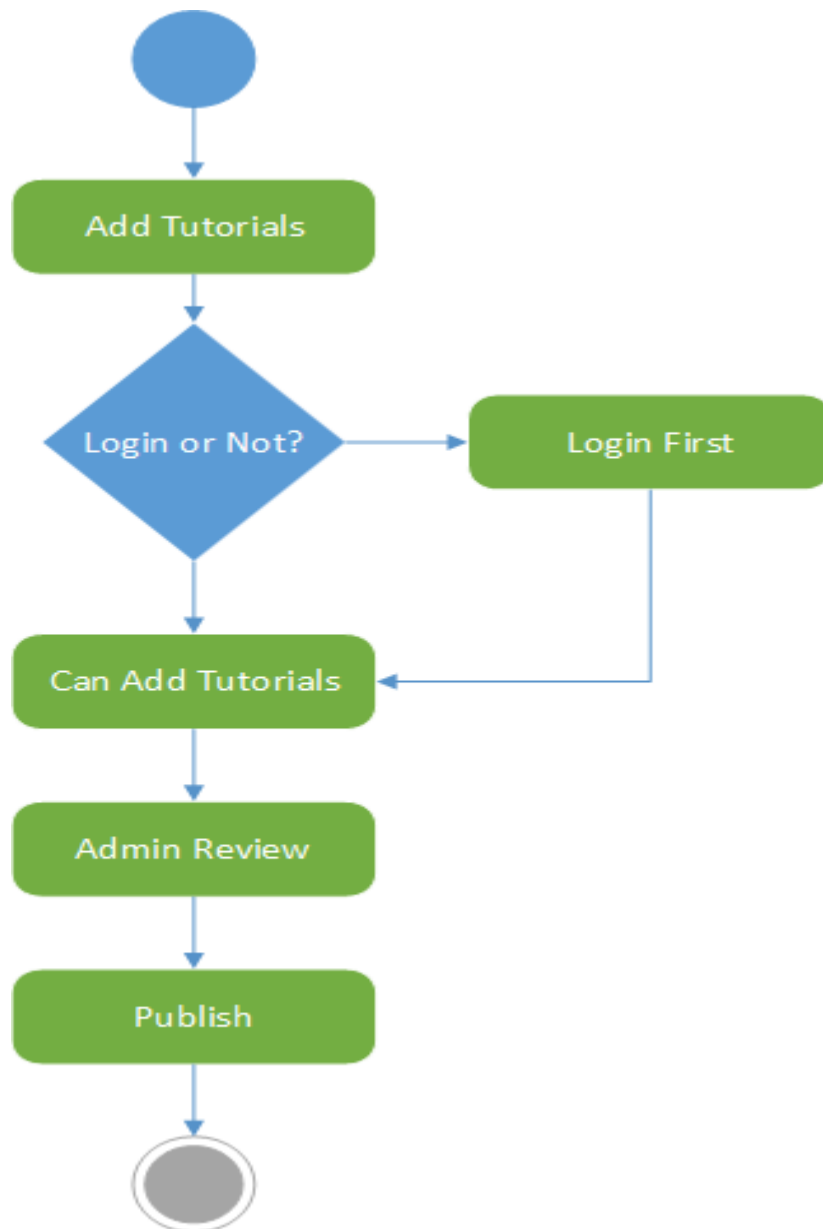 Add Tutorials
Login or Not?
Login First
Can Add Tutorials
Admin Review
Publish